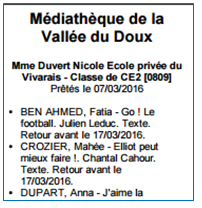 Médiathèque de la
Vallée du Doux
Mme Duvert Nicole Ecole privée du
Vivarais - Classe de CE2 [0809]
Prêtés le 07/03/2016
• BEN AHMED, Fatia - Go ! Le
football. Julien Leduc. Texte.
Retour avant le 17/03/2016.
• CROZIER, Mahée - Elliot peut
mieux faire !. Chantal Cahour.
Texte. Retour avant le
17/03/2016.
• DUPART, Anna - J'aime la